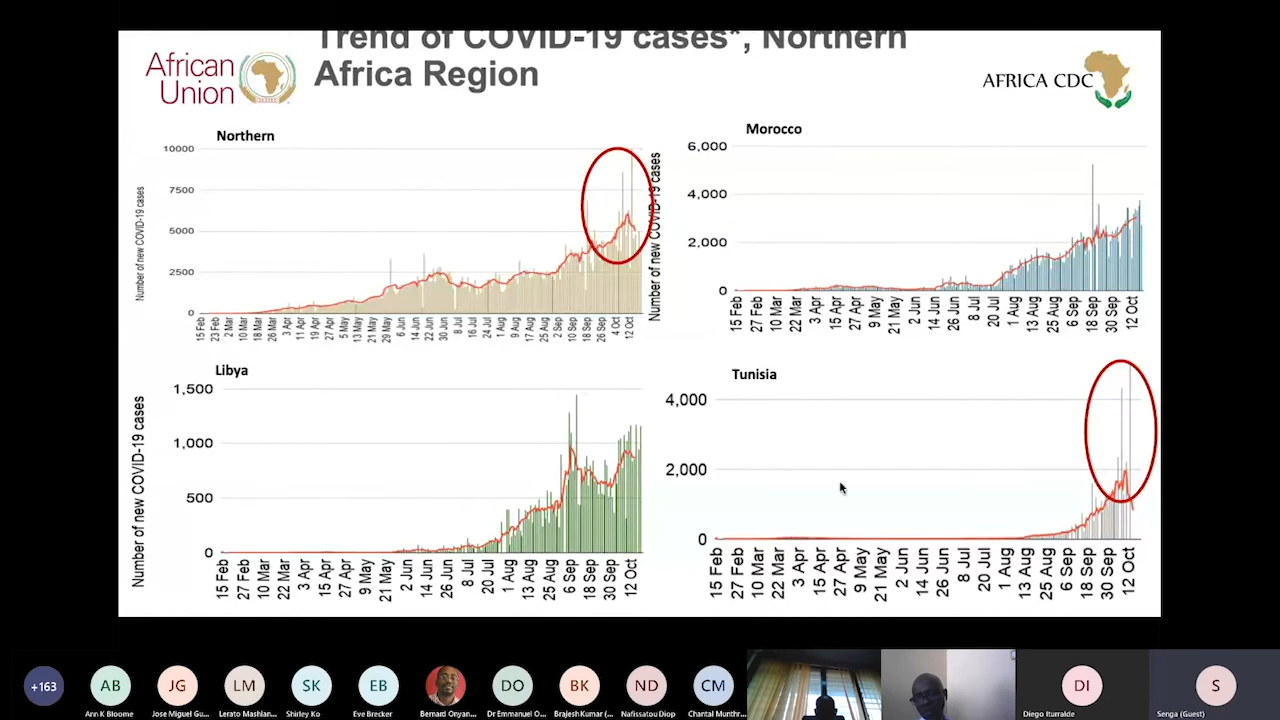 Trend of COVID-19 cases*, Northern
Africa Region
African
Union
AFRICA CDC
Northern
Number of new COVID-19 cases
10000
7500
5000
2500
0
15 Feb
23 Feb
2 Mar
10 Mar
18 Mar
26 Mar
3 Apr
11 Apr
19 Apr
27 Apr
5 May
13 May
21 May
29 May
6 Jun
14 Jun
22 Jun
30 Jun
8 Jul
16 Jul
24 Jul
1 Aug
9 Aug
17 Aug
25 Aug
2 Sep
10 Sep
18 Sep
26 Sep
4 Oct
12 Oct
Morocco
Number of new COVID-19 cases
6,000
4,000
2,000
0
15 Feb
27 Feb
10 Mar
22 Mar
3 Apr
15 Apr
27 Apr
9 May
21 May
2 Jun
14 Jun
26 Jun
8 Jul
20 Jul
1 Aug
13 Aug
25 Aug
6 Sep
18 Sep
30 Sep
12 Oct
Libya
Number of new COVID-19 cases
1,500
1,000
500
0
15 Feb
27 Feb
10 Mar
22 Mar
3 Apr
15 Apr
27 Apr
9 May
21 May
2 Jun
14 Jun
26 Jun
8 Jul
20 Jul
1 Aug
13 Aug
25 Aug
6 Sep
18 Sep
30 Sep
12 Oct
Tunisia
4,000
2,000
0
15 Feb
27 Feb
10 Mar
22 Mar
3 Apr
15 Apr
27 Apr
9 May
21 May
2 Jun
14 Jun
26 Jun
8 Jul
20 Jul
1 Aug
13 Aug
25 Aug
6 Sep
18 Sep
30 Sep
12 Oct
+163
AB
JG
LM
SK
EB
DO
BK
ND
CM
DI
S
Ann K Bloome
Jose Miguel Gu...
Lerato Mashian...
Shirley Ko
Eve Brecker
Bernard Onyan...
Dr Emmanuel O...
Brajesh Kumar (...
Nafissatou Diop
Chantal Munthr...
Diego Iturralde
Senga (Guest)